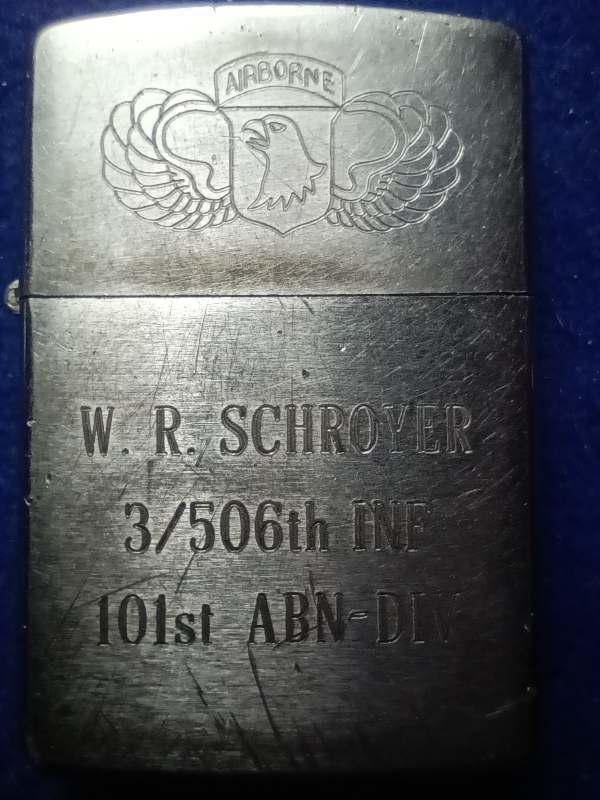 AIRBORNE
W. R. SCHROYER
3/506th INF
101st ABN-DIV